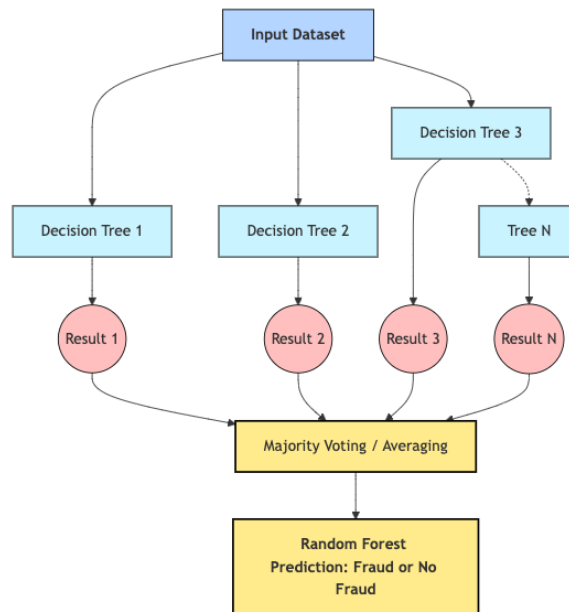 Input Dataset
Decision Tree 3
Decision Tree 1
Decision Tree 2
Tree N
Result 1
Result 2
Result 3
Result N
Majority Voting / Averaging
Random Forest
Prediction: Fraud or No
Fraud